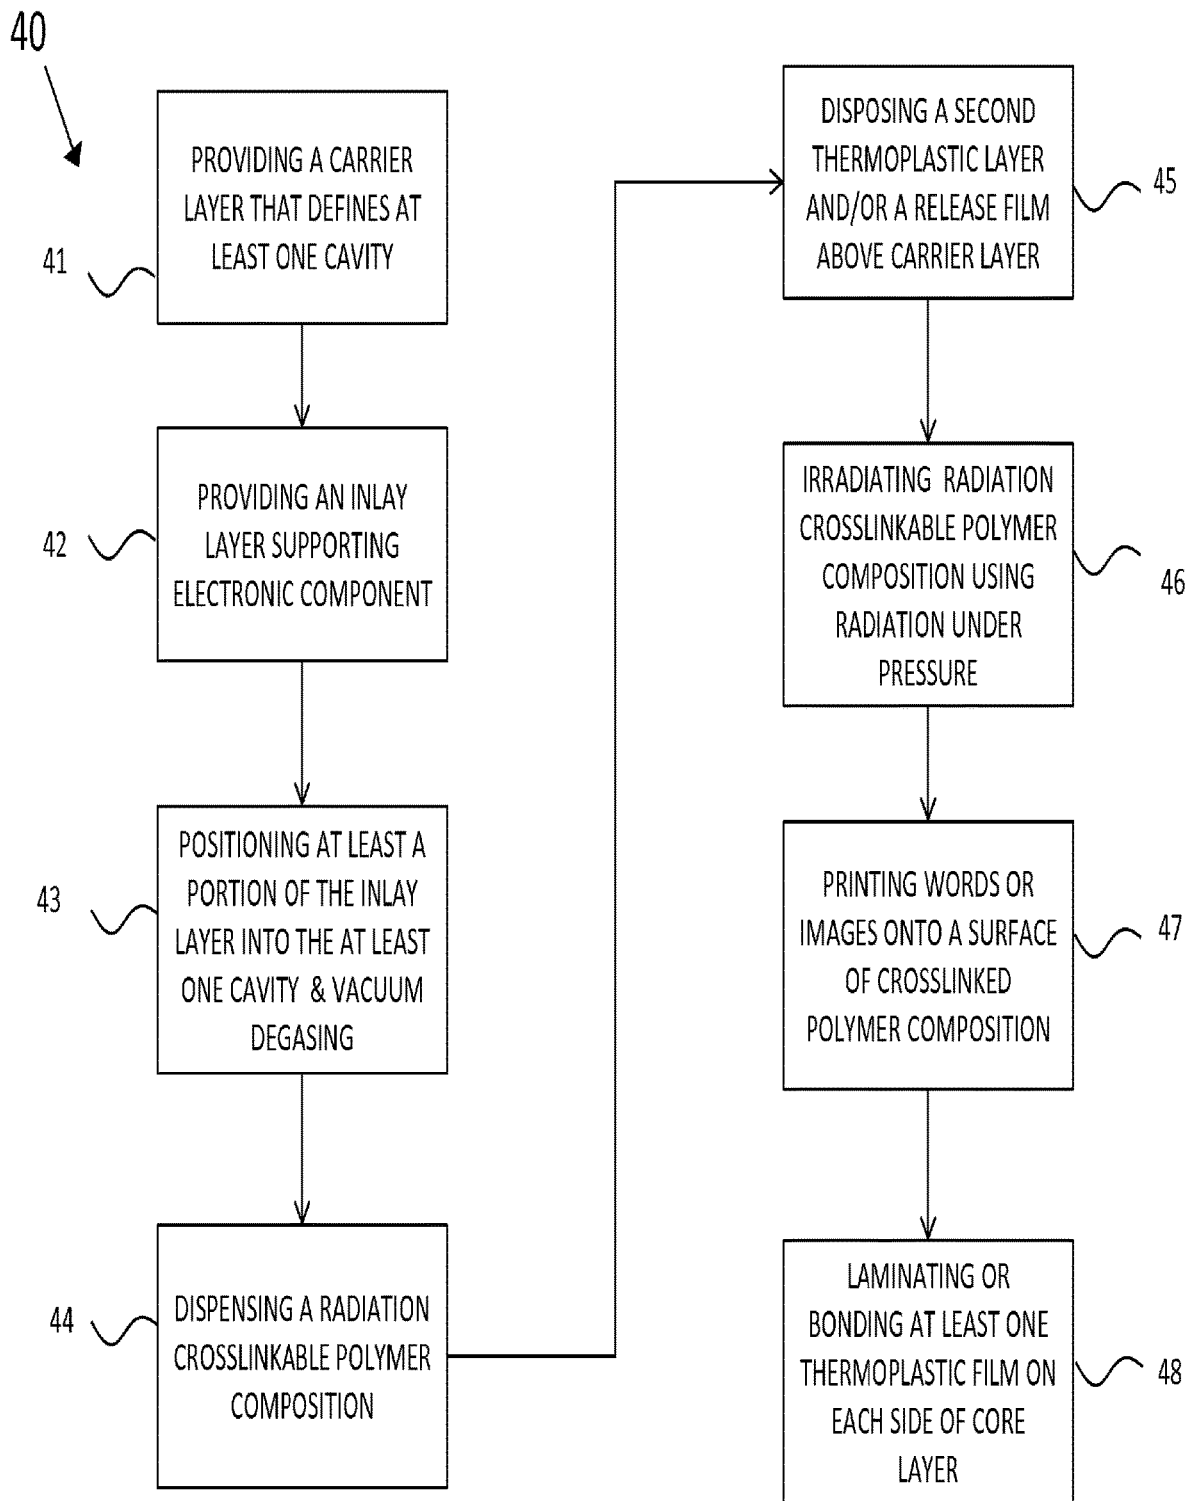 40
PROVIDING A CARRIER
LAYER THAT DEFINES AT
LEAST ONE CAVITY
41
PROVIDING AN INLAY
LAYER SUPPORTING
ELECTRONIC COMPONENT
42
POSITIONING AT LEAST A
PORTION OF THE INLAY
LAYER INTO THE AT LEAST
ONE CAVITY & VACUUM
DEGASING
43
DISPENSING A RADIATION
CROSSLINKABLE POLYMER
COMPOSITION
44
DISPOSING A SECOND
THERMOPLASTIC LAYER
AND/OR A RELEASE FILM
ABOVE CARRIER LAYER
45
IRRADIATING RADIATION
CROSSLINKABLE POLYMER
COMPOSITION USING
RADIATION UNDER
PRESSURE
46
PRINTING WORDS OR
IMAGES ONTO A SURFACE
OF CROSSLINKED
POLYMER COMPOSITION
47
LAMINATING OR
BONDING AT LEAST ONE
THERMOPLASTIC FILM ON
EACH SIDE OF CORE
LAYER
48